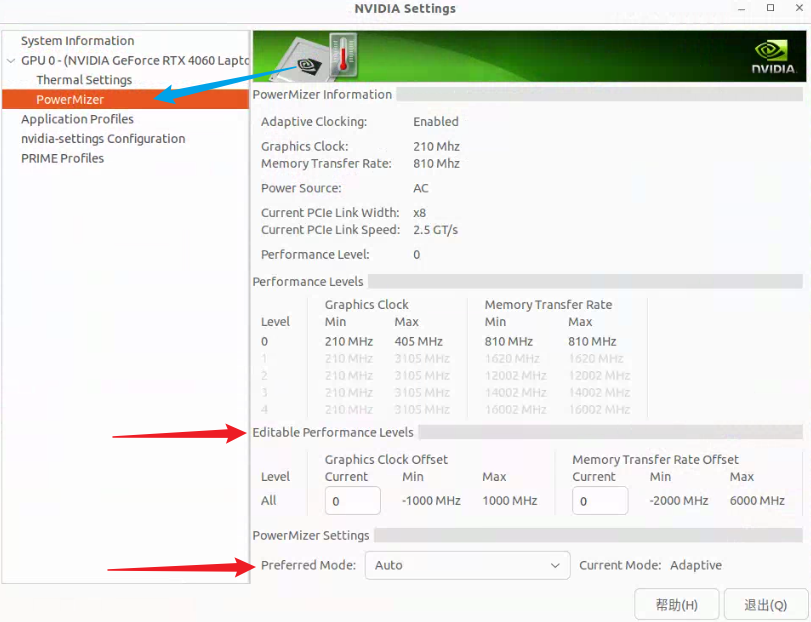 NVIDIA Settings
System Information
GPU 0 - (NVIDIA GeForce RTX 4060 Lapto
Thermal Settings
PowerMizer
Application Profiles
nvidia-settings Configuration
PRIME Profiles
NVIDIA.
PowerMizer Information
Adaptive Clocking: Enabled
Graphics Clock: 210 Mhz
Memory Transfer Rate: 810 Mhz
Power Source: AC
Current PCIe Link Width: x8
Current PCIe Link Speed: 2.5 GT/s
Performance Level: 0
Performance Levels
Graphics Clock Memory Transfer Rate
Level Min Max Min Max
0 210 MHz 405 MHz 810 MHz 810 MHz
1 210 MHz 3105 MHz 1620 MHz 1620 MHz
2 210 MHz 3105 MHz 12002 MHz 12002 MHz
3 210 MHz 3105 MHz 14002 MHz 14002 MHz
4 210 MHz 3105 MHz 16002 MHz 16002 MHz
Editable Performance Levels
Graphics Clock Offset Memory Transfer Rate Offset
Level Current Min Max Current Min Max
All 0 -1000 MHz 1000 MHz 0 -2000 MHz 6000 MHz
PowerMizer Settings
Preferred Mode: Auto Current Mode: Adaptive
帮助(H) 退出(Q)